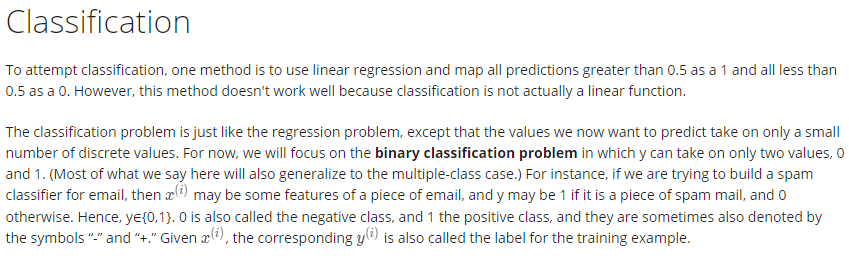 Classification
To attempt classification, one method is to use linear regression and map all predictions greater than 0.5 as a 1 and all less than
0.5 as a 0. However, this method doesn't work well because classification is not actually a linear function.
The classification problem is just like the regression problem, except that the values we now want to predict take on only a small
number of discrete values. For now, we will focus on the binary classification problem in which y can take on only two values, 0
and 1. (Most of what we say here will also generalize to the multiple-class case.) For instance, if we are trying to build a spam
classifier for email, then x⁽ⁱ⁾ may be some features of a piece of email, and y may be 1 if it is a piece of spam mail, and 0
otherwise. Hence, y∈{0,1}. 0 is also called the negative class, and 1 the positive class, and they are sometimes also denoted by
the symbols “-” and “+.” Given x⁽ⁱ⁾, the corresponding y⁽ⁱ⁾ is also called the label for the training example.